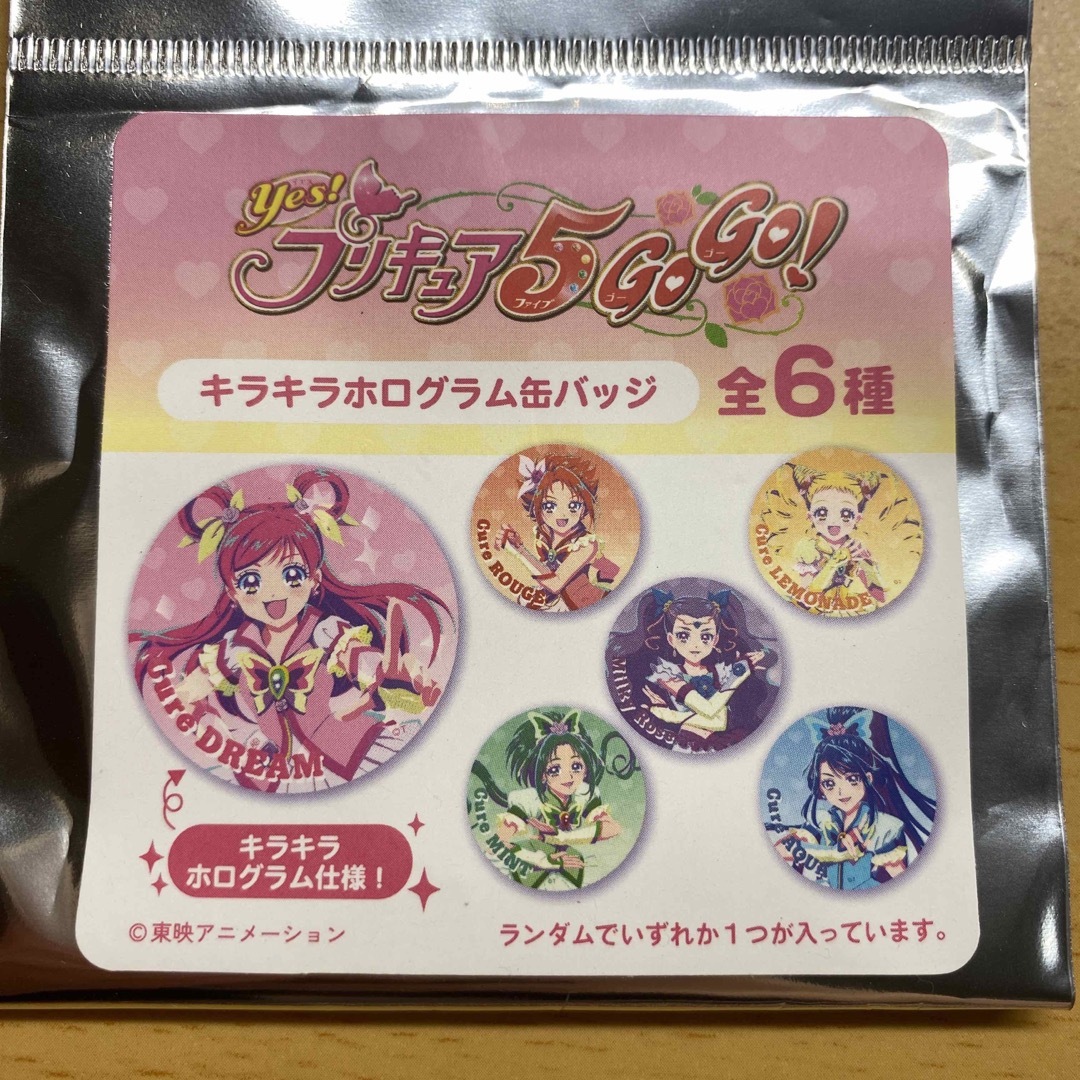 Yes!
プリキュア5GoGo!
ファイブ ゴー ゴー
キラキラホログラム缶バッジ 全6種
Cure DREAM
Cure ROUGE
Cure LEMONADE
MILKY Rose
Cure MINT
Cure AQUA
キラキラ
ホログラム仕様！
©東映アニメーション
ランダムでいずれか1つが入っています。